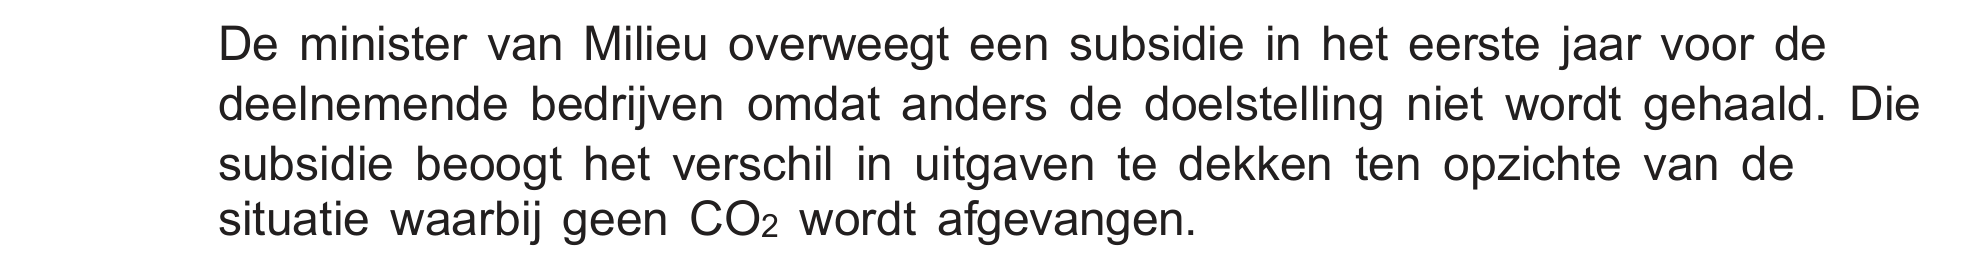 De minister van Milieu overweegt een subsidie in het eerste jaar voor de
deelnemende bedrijven omdat anders de doelstelling niet wordt gehaald. Die
subsidie beoogt het verschil in uitgaven te dekken ten opzichte van de
situatie waarbij geen CO2 wordt afgevangen.